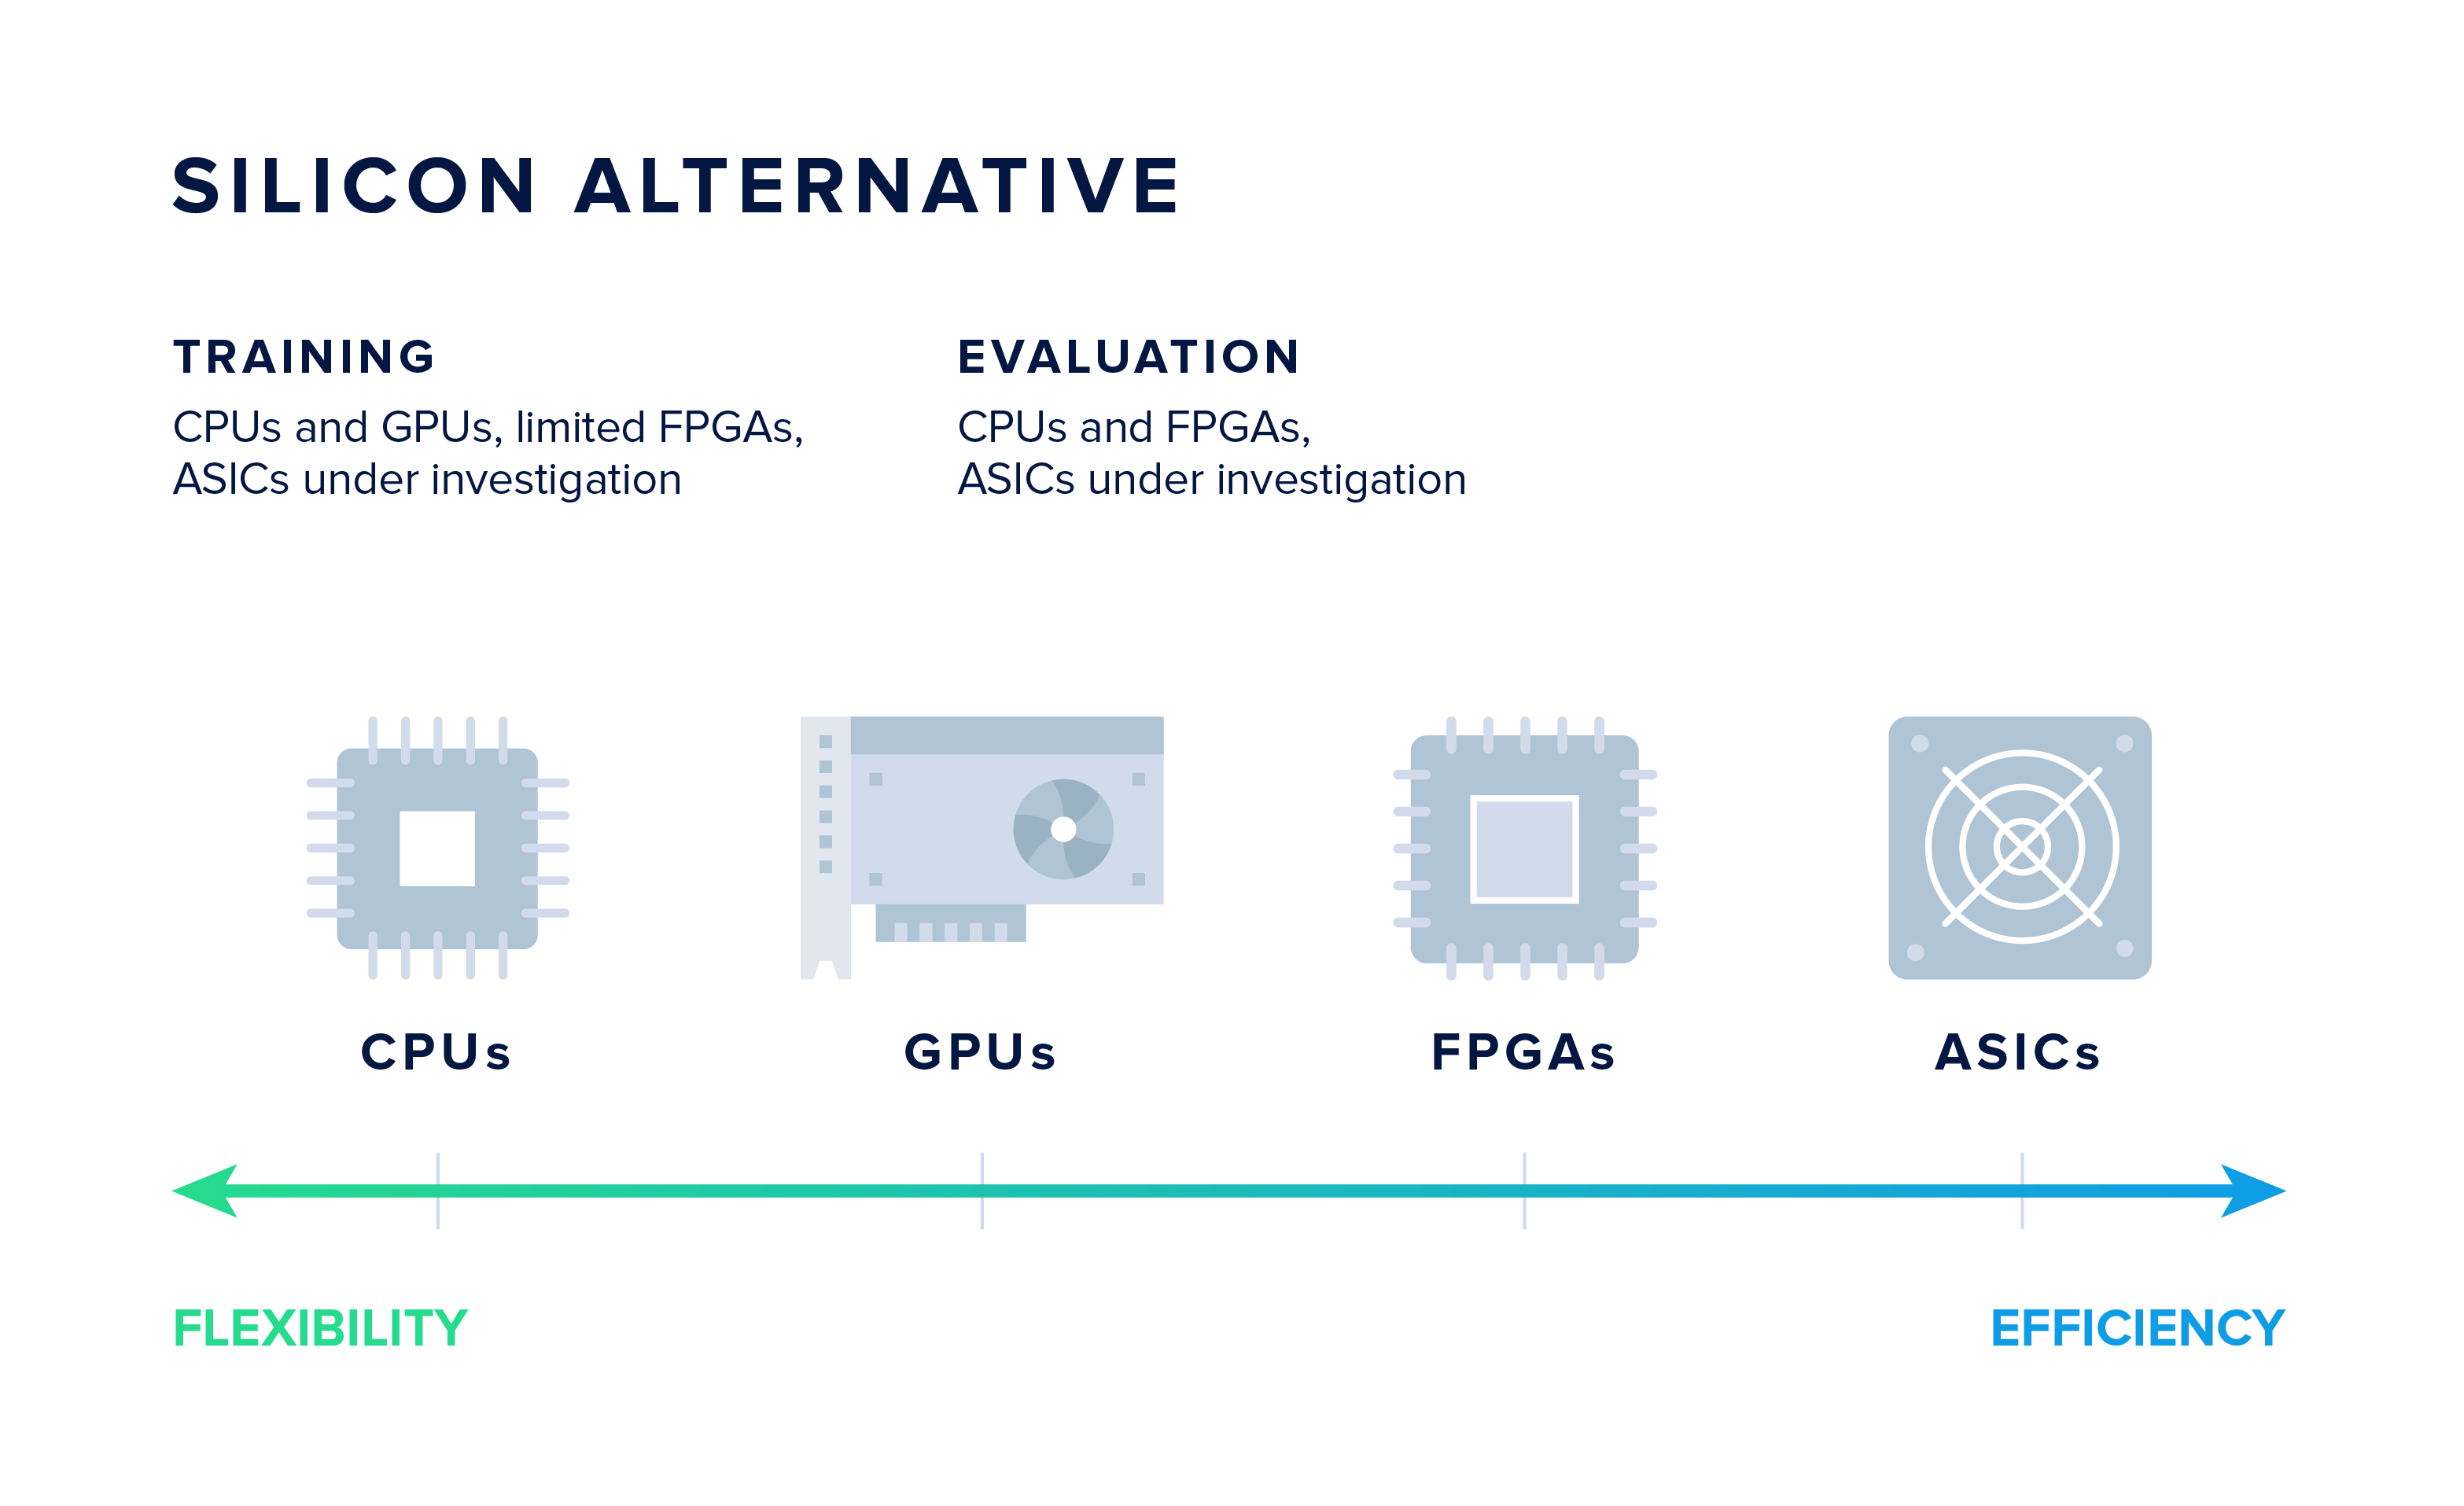 SILICON ALTERNATIVE
TRAINING
CPUs and GPUs, limited FPGAs,
ASICs under investigation
EVALUATION
CPUs and FPGAs,
ASICs under investigation
CPUs
GPUs
FPGAs
ASICs
FLEXIBILITY
EFFICIENCY